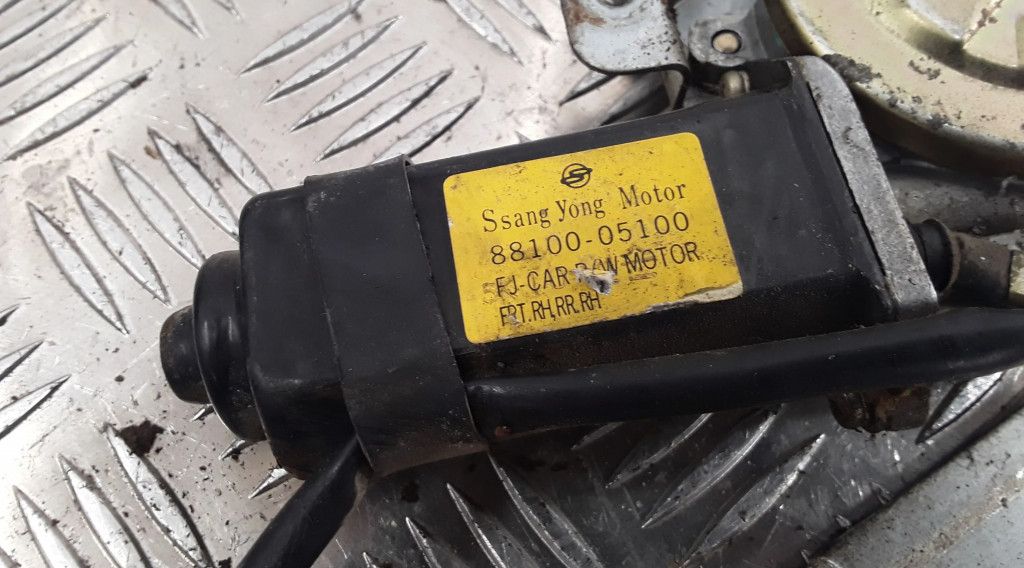 Ssang Yong Motor
88100-05100
FJ-CAR P/W MOTOR
FRT.RH,RR.RH